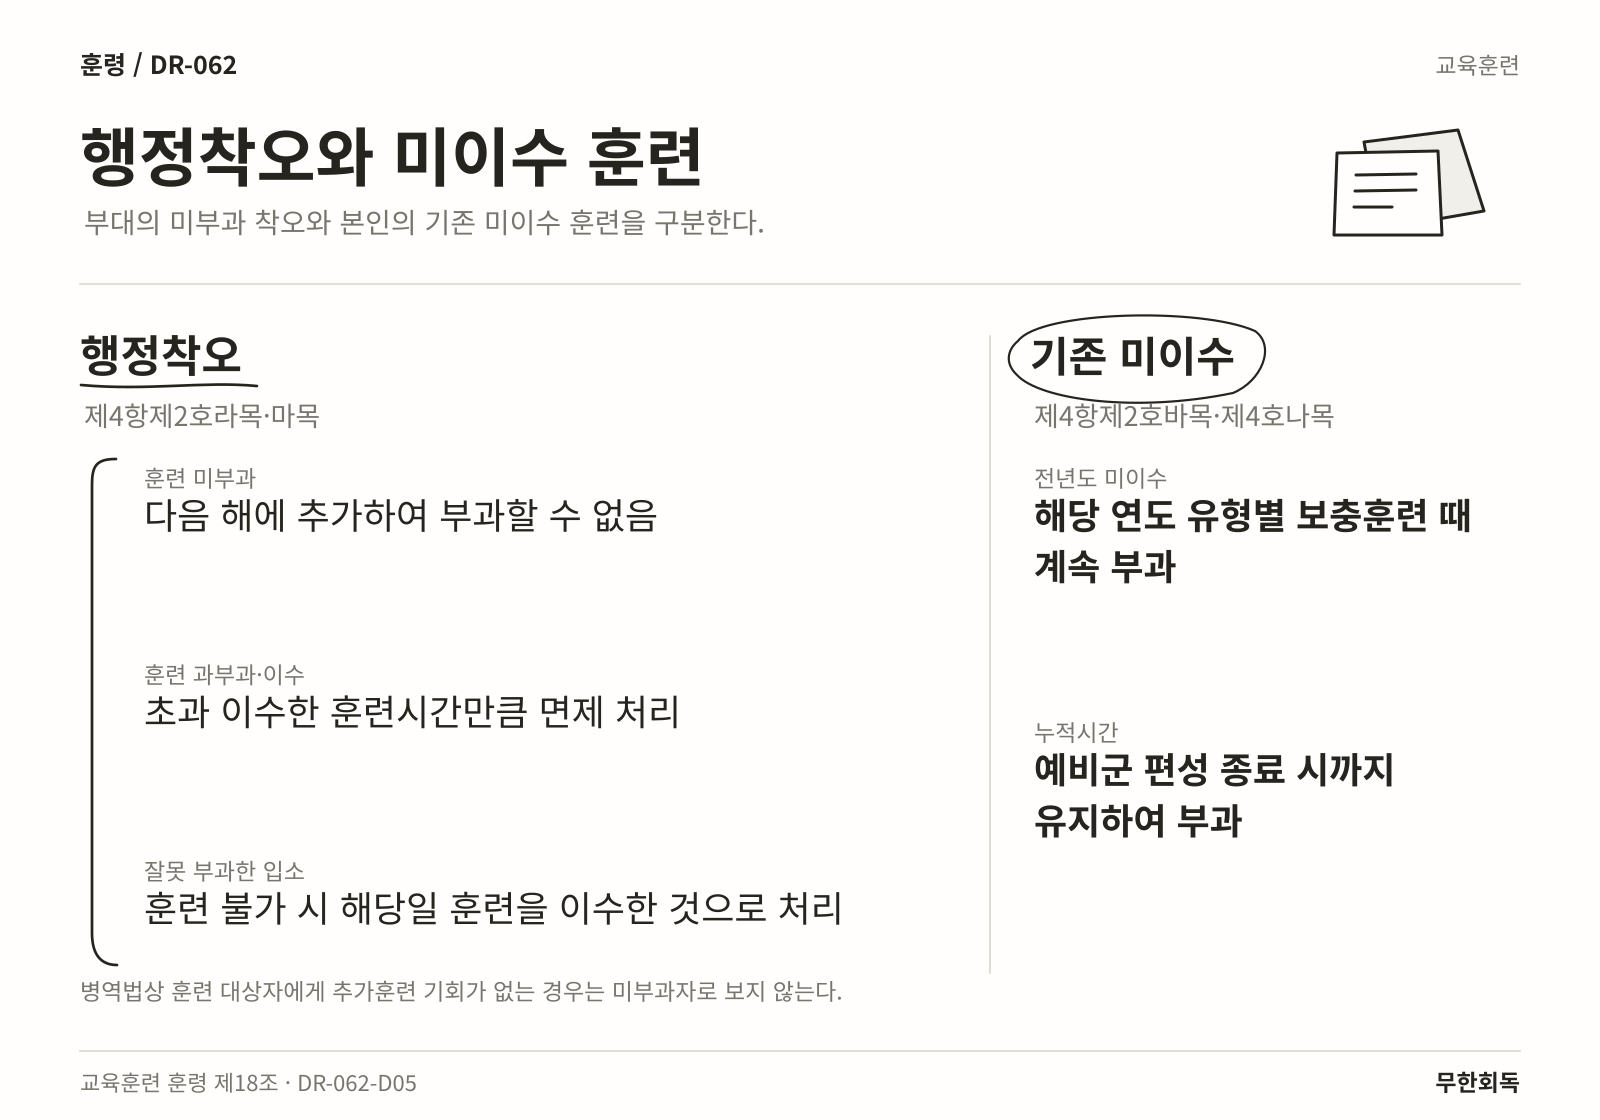 훈령 / DR-062
교육훈련
행정착오와 미이수 훈련
부대의 미부과 착오와 본인의 기존 미이수 훈련을 구분한다.
행정착오
제4항제2호라목·마목
훈련 미부과
다음 해에 추가하여 부과할 수 없음
훈련 과부과·이수
초과 이수한 훈련시간만큼 면제 처리
잘못 부과한 입소
훈련 불가 시 해당일 훈련을 이수한 것으로 처리
병역법상 훈련 대상자에게 추가훈련 기회가 없는 경우는 미부과자로 보지 않는다.
기존 미이수
제4항제2호바목·제4호나목
전년도 미이수
해당 연도 유형별 보충훈련 때
계속 부과
누적시간
예비군 편성 종료 시까지
유지하여 부과
교육훈련 훈령 제18조 · DR-062-D05
무한회독